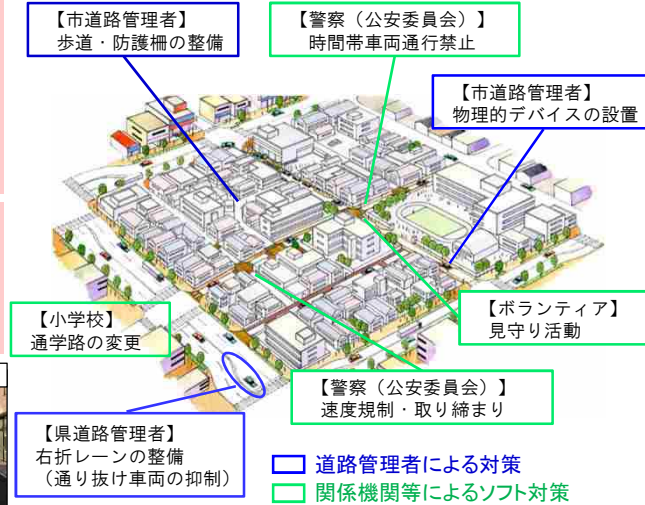 【市道路管理者】
歩道・防護柵の整備
【警察（公安委員会）】
時間帯車両通行禁止
【市道路管理者】
物理的デバイスの設置
【小学校】
通学路の変更
【ボランティア】
見守り活動
【警察（公安委員会）】
速度規制・取り締まり
【県道路管理者】
右折レーンの整備
（通り抜け車両の抑制）
道路管理者による対策
関係機関等によるソフト対策